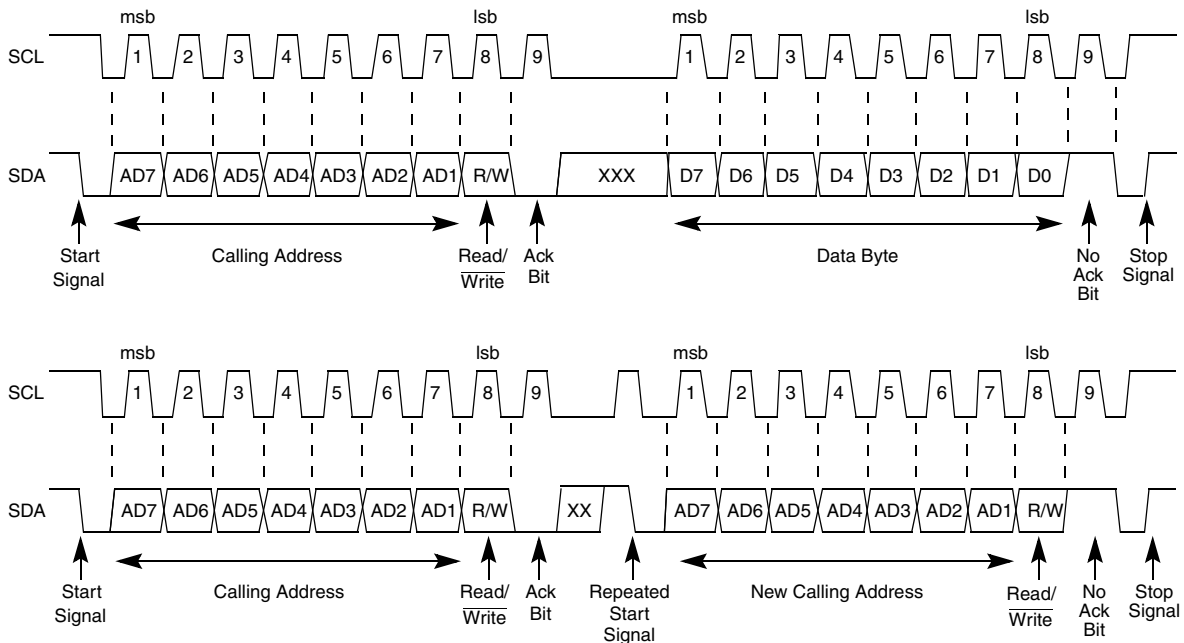 msb lsb msb lsb
SCL 1 2 3 4 5 6 7 8 9 1 2 3 4 5 6 7 8 9
SDA AD7 AD6 AD5 AD4 AD3 AD2 AD1 R/W XXX D7 D6 D5 D4 D3 D2 D1 D0
Start Calling Address Read/ Ack Data Byte No Stop
Signal Write Bit Ack Signal
Bit
msb lsb msb lsb
SCL 1 2 3 4 5 6 7 8 9 1 2 3 4 5 6 7 8 9
SDA AD7 AD6 AD5 AD4 AD3 AD2 AD1 R/W XX AD7 AD6 AD5 AD4 AD3 AD2 AD1 R/W
Start Calling Address Read/ Ack Repeated New Calling Address Read/ No Stop
Signal Write Bit Start Write Ack Signal
Signal Bit